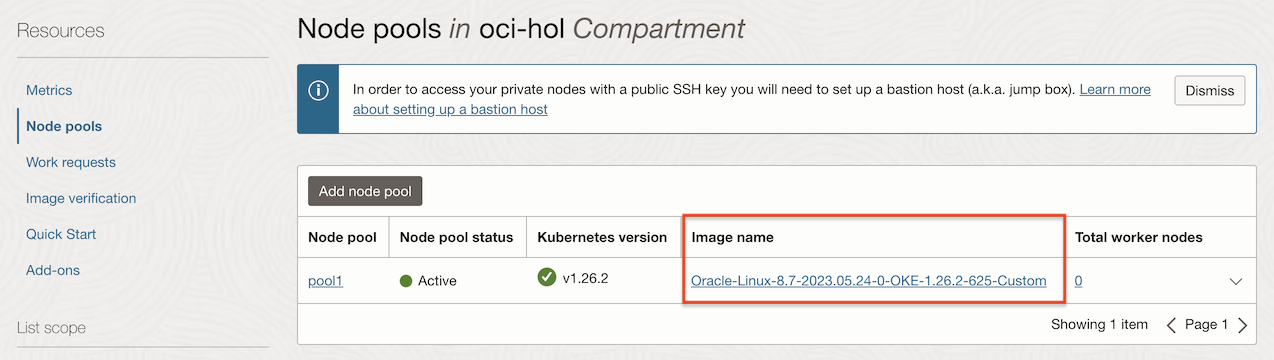 Resources
Metrics
Node pools
Work requests
Image verification
Quick Start
Add-ons
List scope
Node pools in oci-hol Compartment
In order to access your private nodes with a public SSH key you will need to set up a bastion host (a.k.a. jump box). Learn more
about setting up a bastion host
Dismiss
Add node pool
Node pool Node pool status Kubernetes version Image name Total worker nodes
pool1 Active v1.26.2 Oracle-Linux-8.7-2023.05.24-0-OKE-1.26.2-625-Custom 0
Showing 1 item Page 1